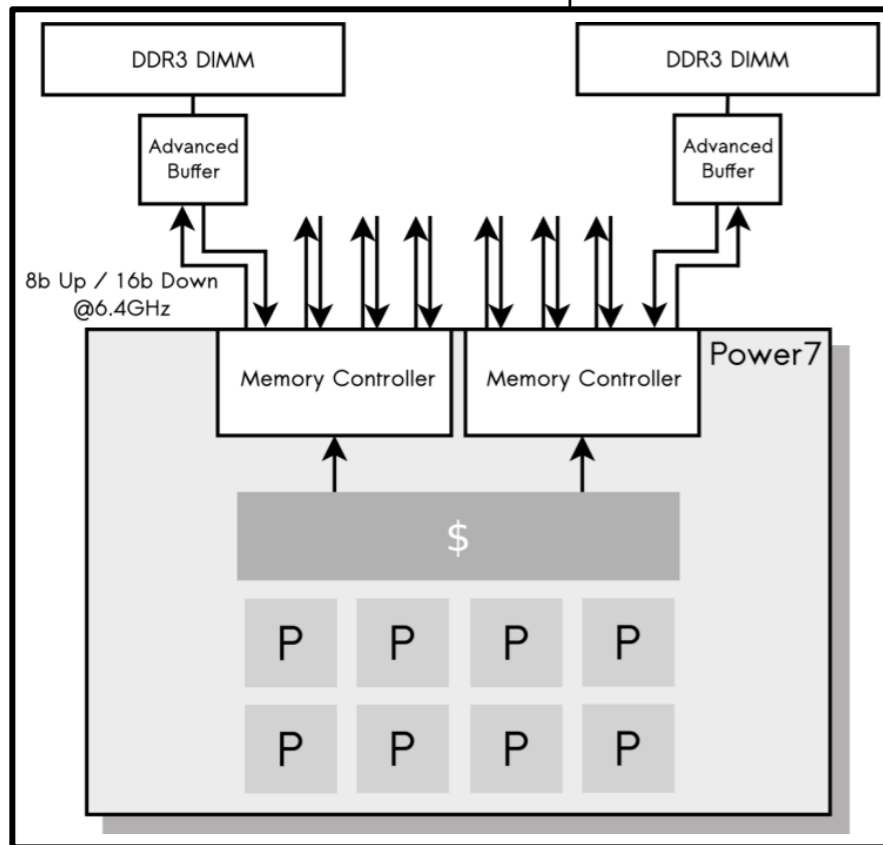 DDR3 DIMM
DDR3 DIMM
Advanced
Buffer
Advanced
Buffer
8b Up / 16b Down
@6.4GHz
Power7
Memory Controller
Memory Controller
$
P P P P
P P P P